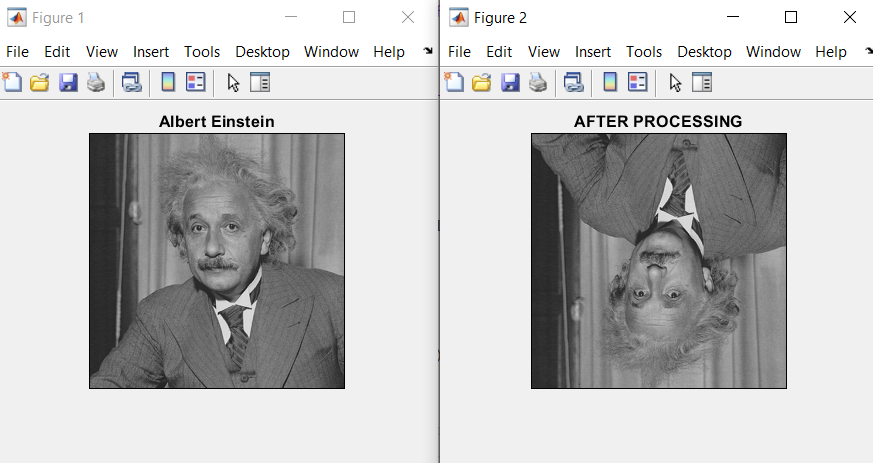 Figure 1
File Edit View Insert Tools Desktop Window Help
Albert Einstein
Figure 2
File Edit View Insert Tools Desktop Window Help
AFTER PROCESSING